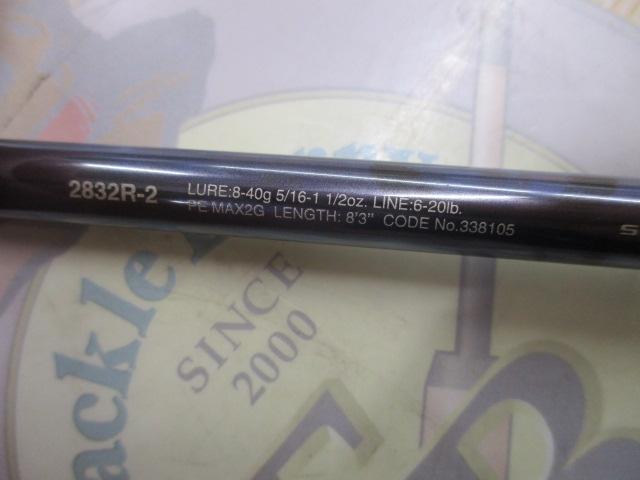 2832R-2 LURE:8-40g 5/16-1 1/2oz. LINE:6-20lb.
PE MAX2G LENGTH: 8'3" CODE No.338105
S
ackle
SINCE
2000